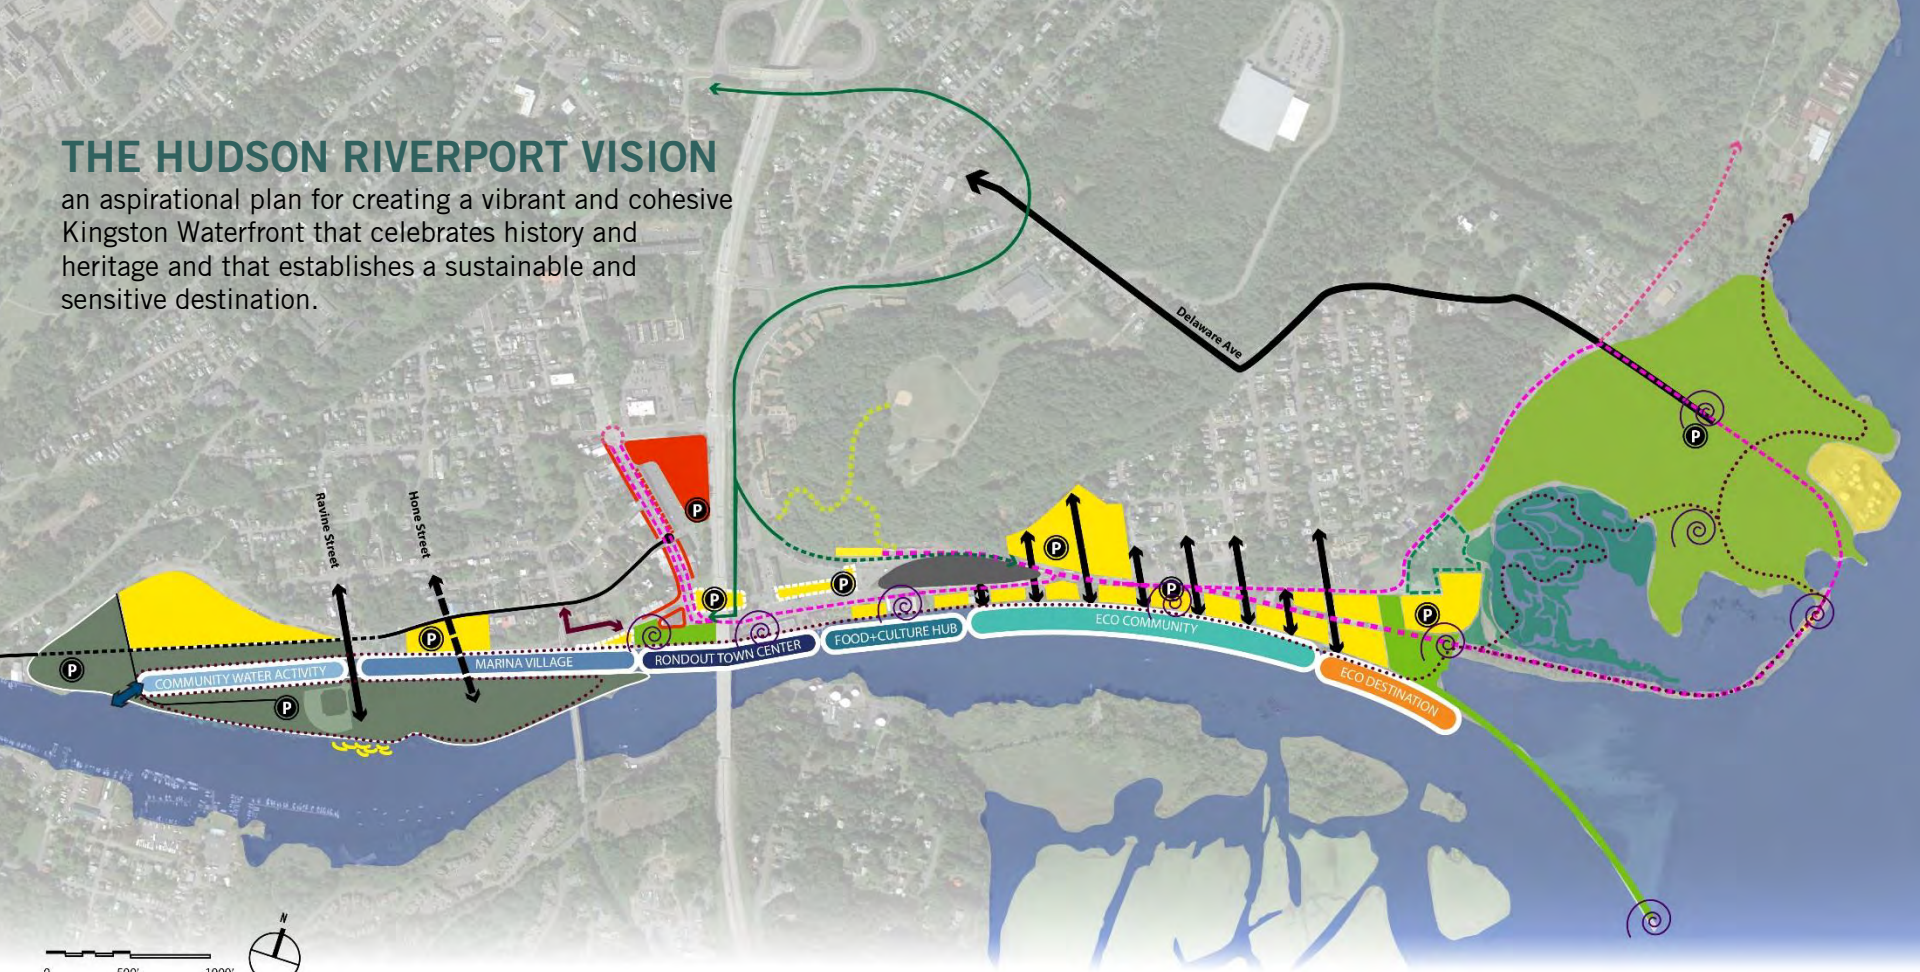 THE HUDSON RIVERPORT VISION
an aspirational plan for creating a vibrant and cohesive
Kingston Waterfront that celebrates history and
heritage and that establishes a sustainable and
sensitive destination.
Delaware Ave
Ravine Street
Hone Street
P
P
P
P
P
P
P
P
P
P
COMMUNITY WATER ACTIVITY
MARINA VILLAGE
RONDOUT TOWN CENTER
FOOD+CULTURE HUB
ECO COMMUNITY
ECO DESTINATION
N
0 500' 1000'